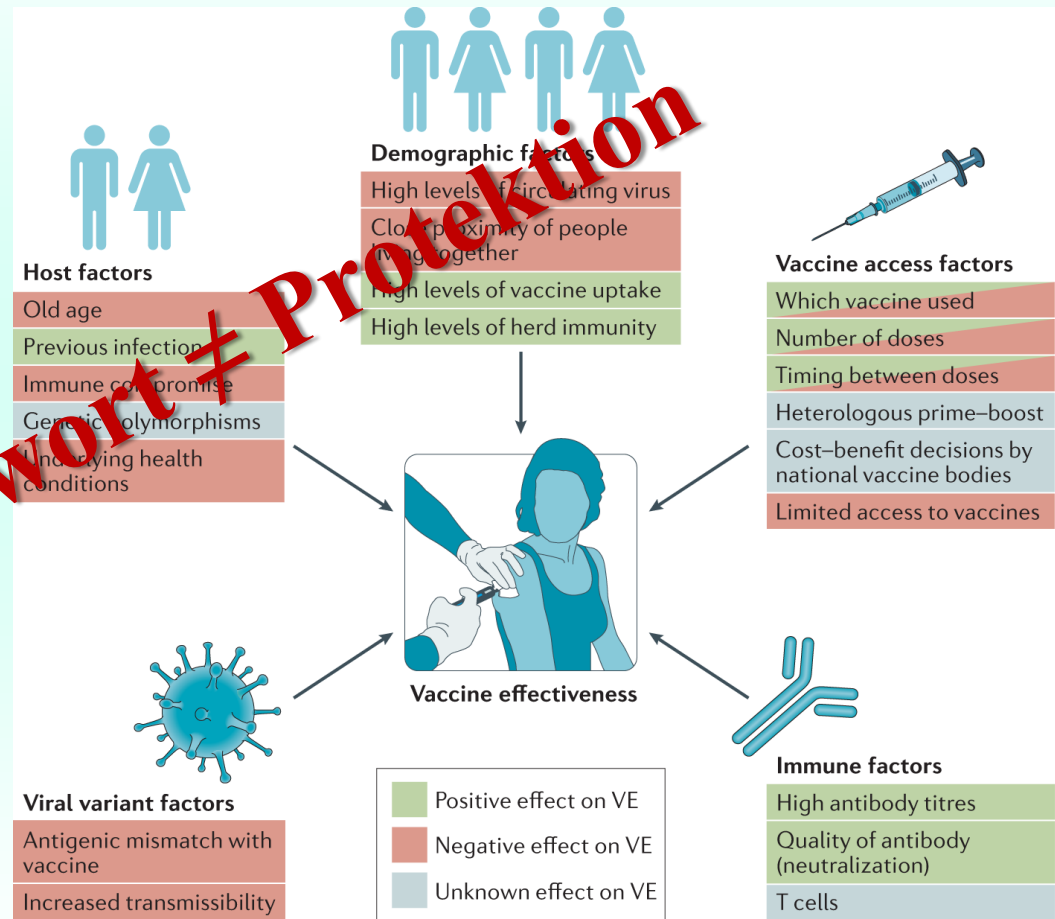 Demographic factors
High levels of circulating virus
Close proximity of people
living together
High levels of vaccine uptake
High levels of herd immunity
Host factors
Old age
Previous infection
Immune compromise
Genetic polymorphisms
Underlying health
conditions
Vaccine access factors
Which vaccine used
Number of doses
Timing between doses
Heterologous prime–boost
Cost–benefit decisions by
national vaccine bodies
Limited access to vaccines
wort ≠ Protektion
Vaccine effectiveness
Viral variant factors
Antigenic mismatch with
vaccine
Increased transmissibility
Positive effect on VE
Negative effect on VE
Unknown effect on VE
Immune factors
High antibody titres
Quality of antibody
(neutralization)
T cells